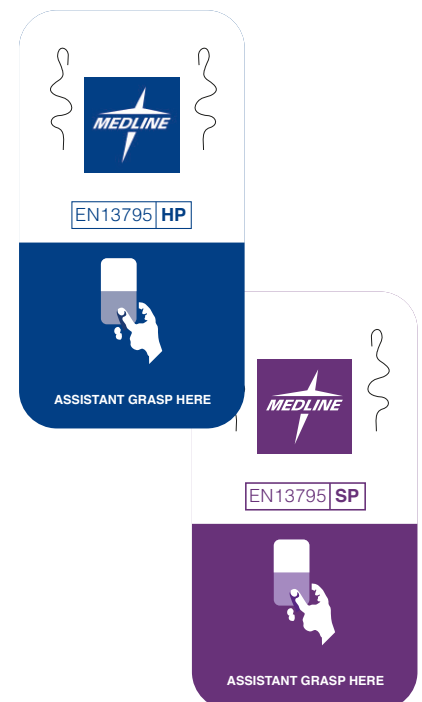 MEDLINE
EN13795 HP
ASSISTANT GRASP HERE
MEDLINE
EN13795 SP
ASSISTANT GRASP HERE